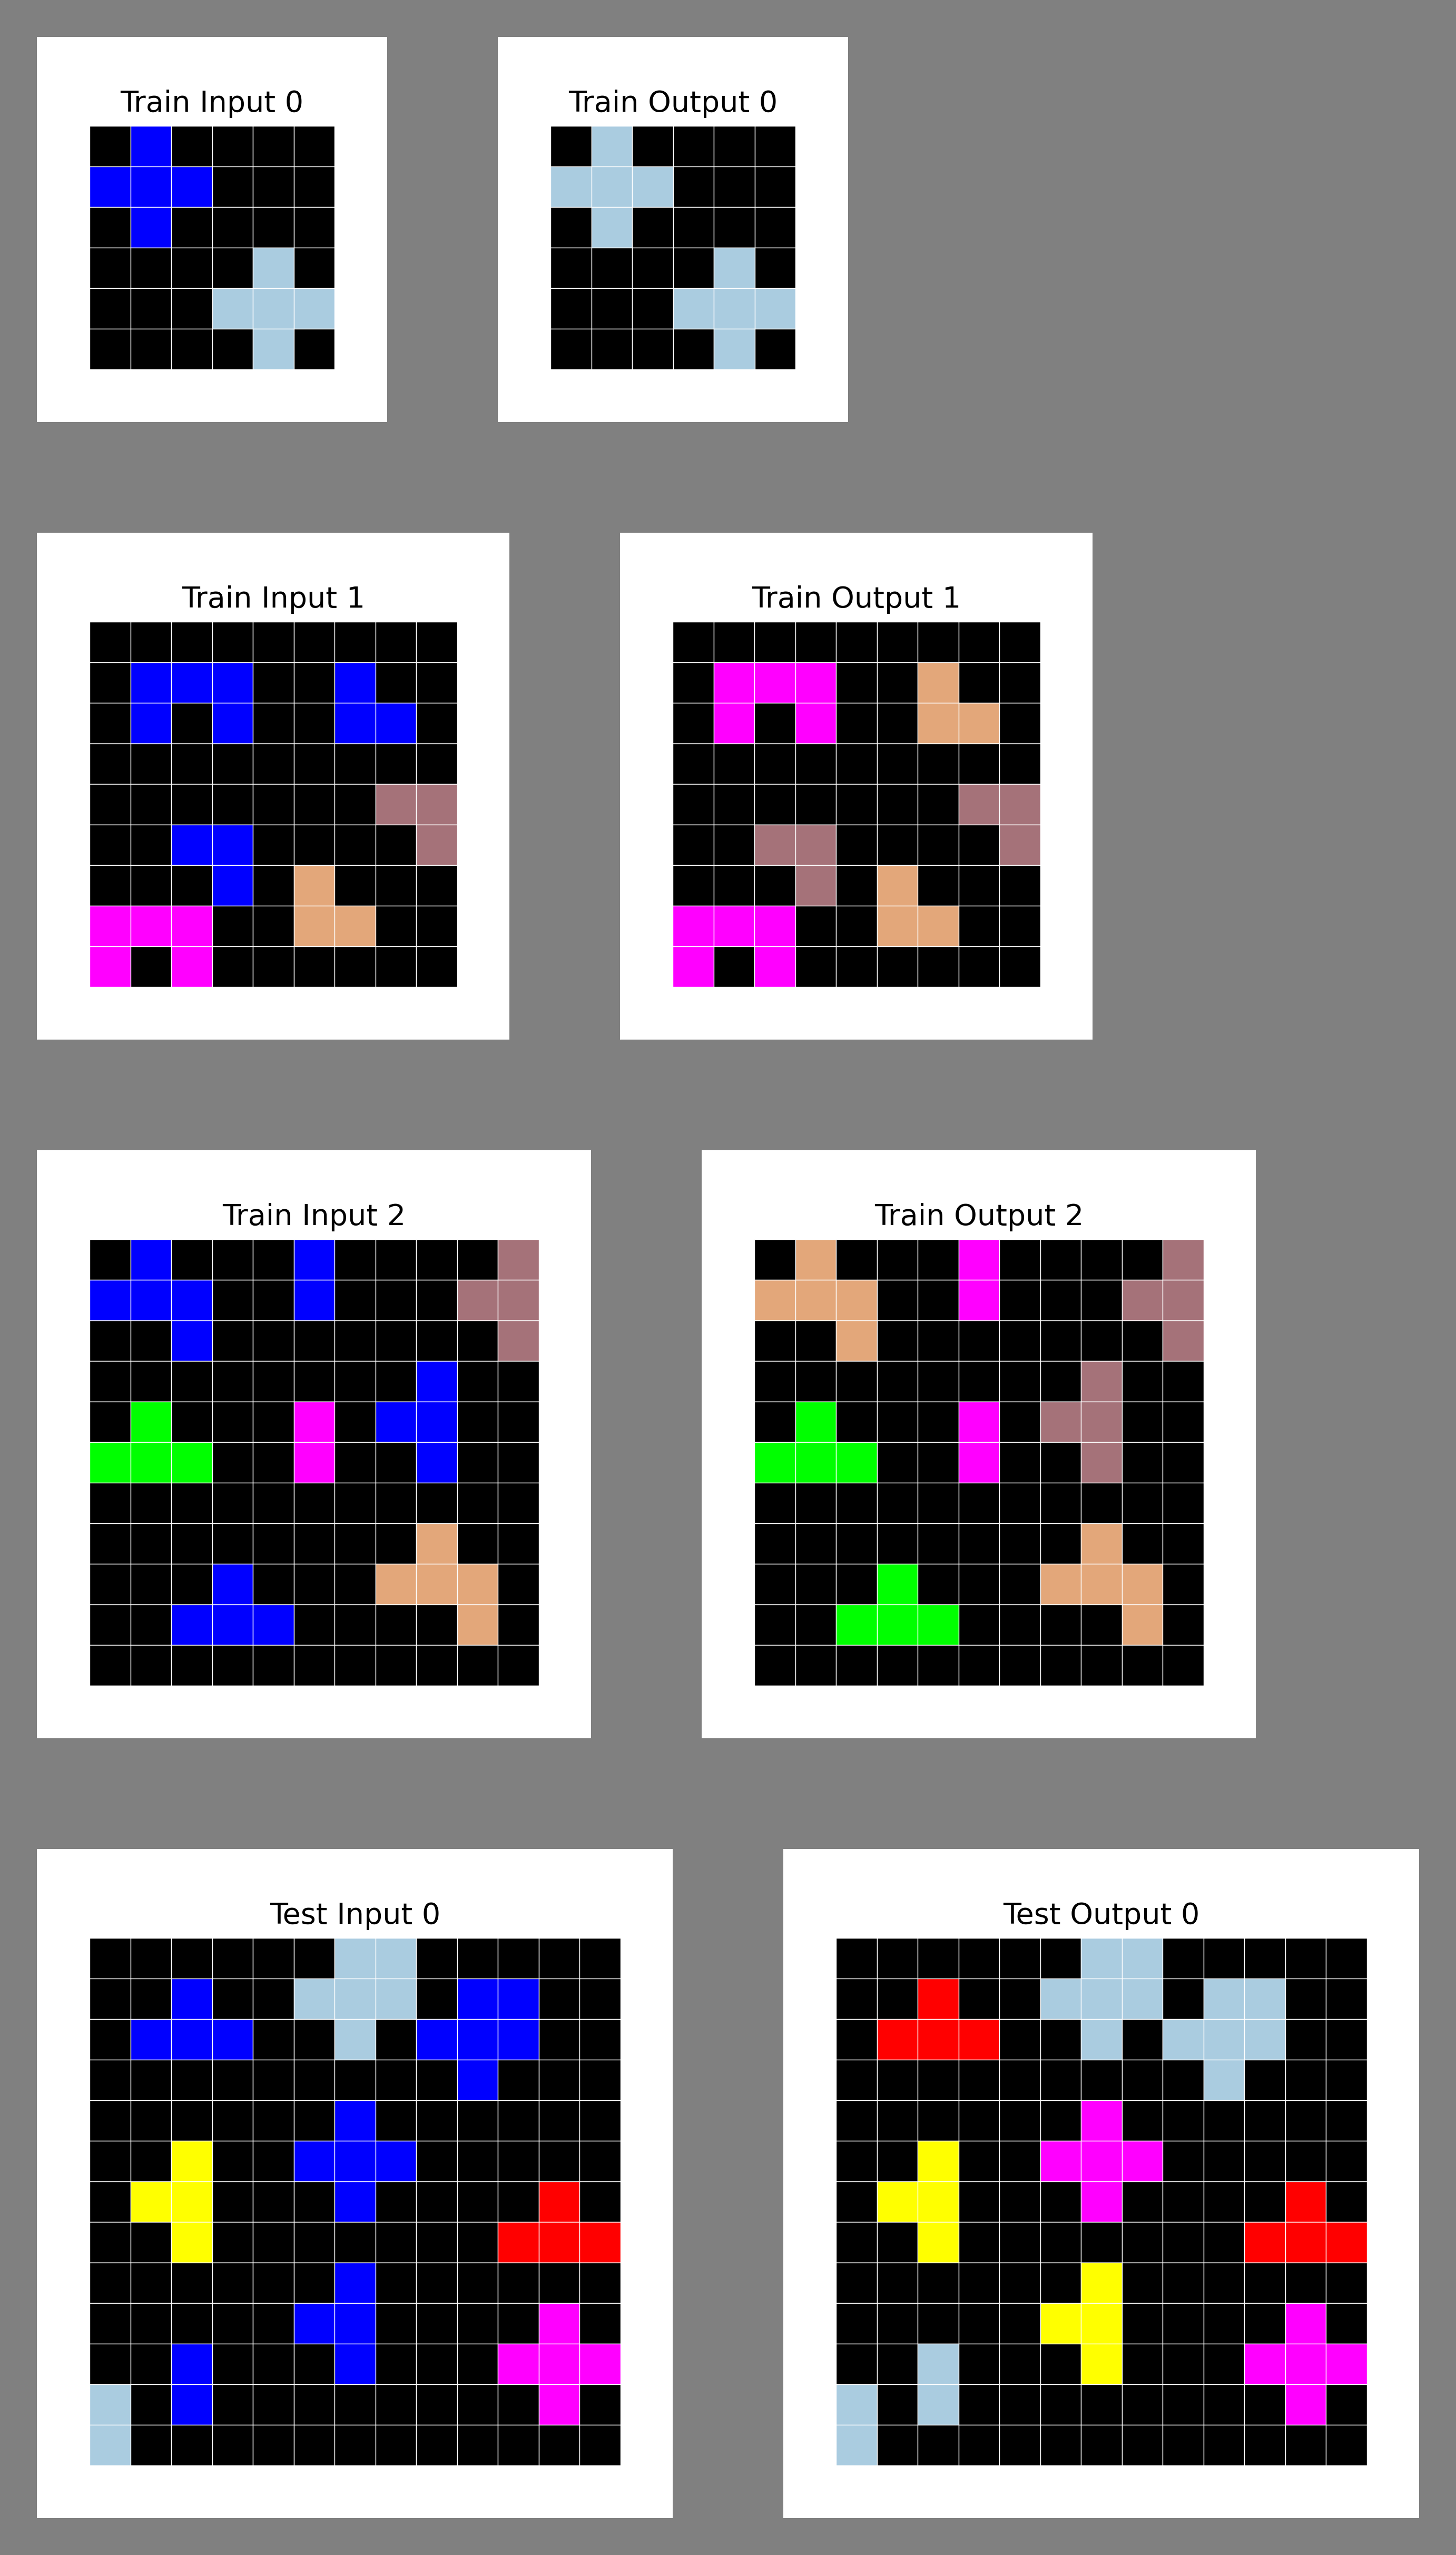 Train Input 0
Train Output 0
Train Input 1
Train Output 1
Train Input 2
Train Output 2
Test Input 0
Test Output 0